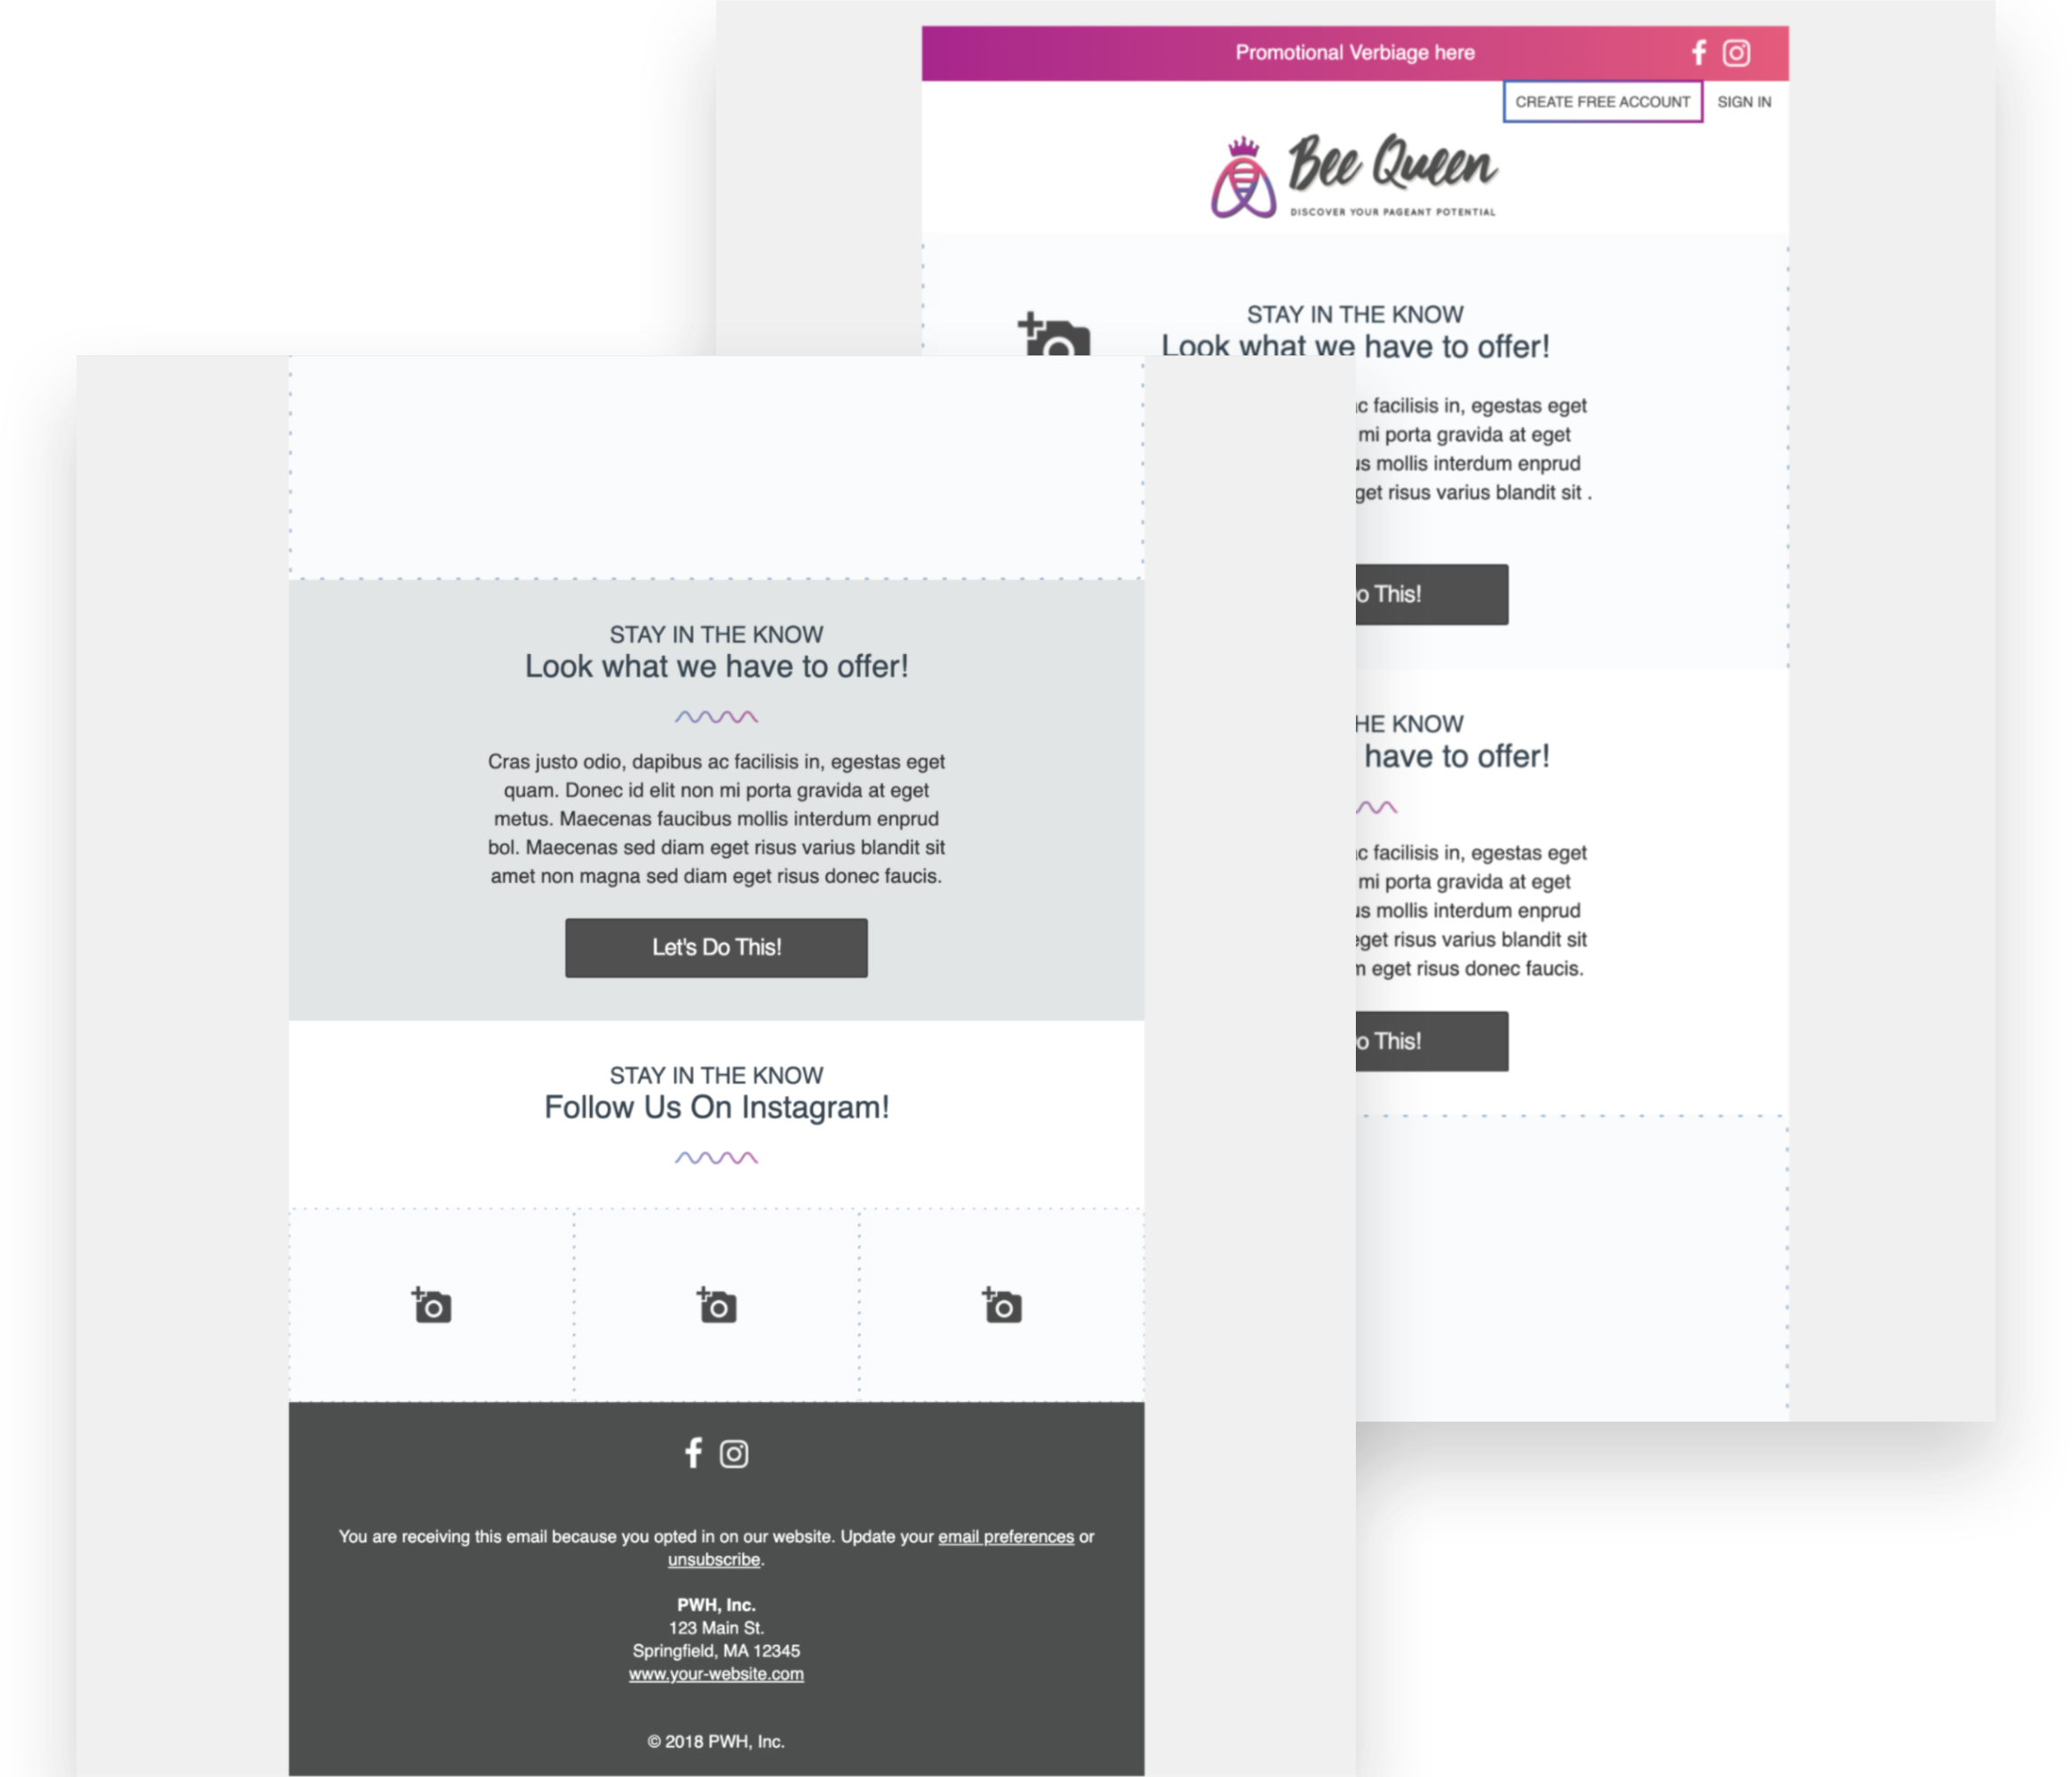 Promotional Verbiage here
CREATE FREE ACCOUNT SIGN IN
Bee Queen
DISCOVER YOUR PAGEANT POTENTIAL
STAY IN THE KNOW
Look what we have to offer!
facilisis in, egestas eget
mi porta gravida at eget
mollis interdum enprud
risus varius blandit sit .
This!
KNOW
have to offer!
facilisis in, egestas eget
mi porta gravida at eget
mollis interdum enprud
risus varius blandit sit
eget risus donec faucis.
This!
STAY IN THE KNOW
Look what we have to offer!
Cras justo odio, dapibus ac facilisis in, egestas eget
quam. Donec id elit non mi porta gravida at eget
metus. Maecenas faucibus mollis interdum enprud
bol. Maecenas sed diam eget risus varius blandit sit
amet non magna sed diam eget risus donec faucis.
Let's Do This!
STAY IN THE KNOW
Follow Us On Instagram!
You are receiving this email because you opted in on our website. Update your email preferences or
unsubscribe.
PWH, Inc.
123 Main St.
Springfield, MA 12345
www.your-website.com
© 2018 PWH, Inc.